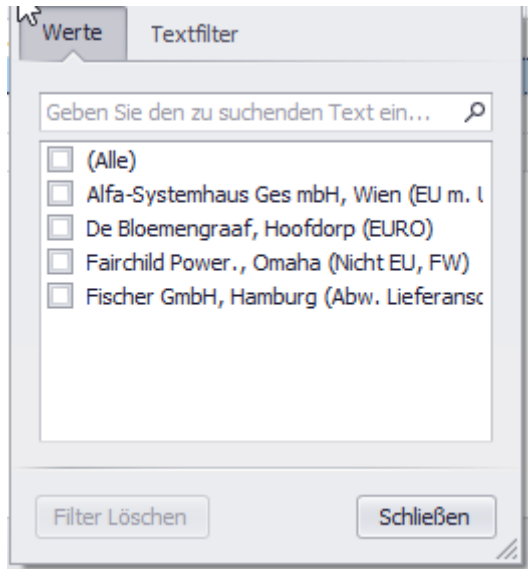 Werte Textfilter
Geben Sie den zu suchenden Text ein...
(Alle)
Alfa-Systemhaus Ges mbH, Wien (EU m. U
De Bloemengraaf, Hoofdorp (EURO)
Fairchild Power., Omaha (Nicht EU, FW)
Fischer GmbH, Hamburg (Abw. Lieferansc
Filter Löschen Schließen